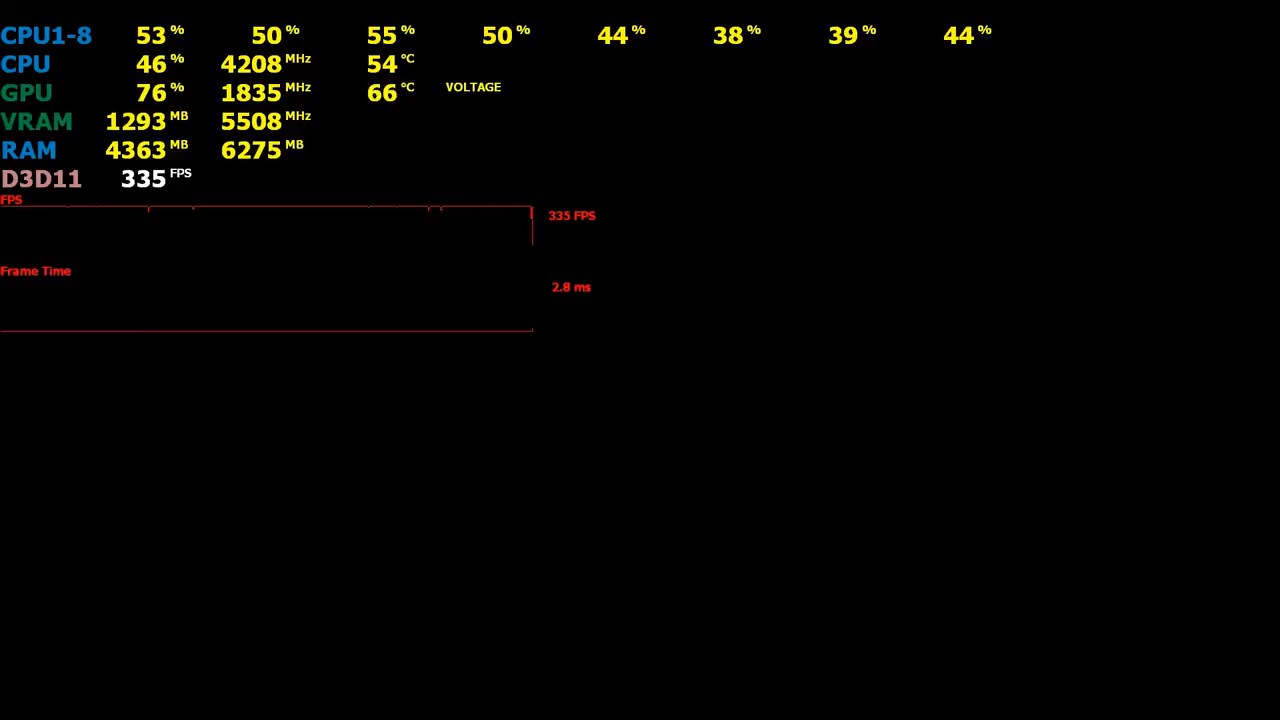 CPU1-8 53 % 50 % 55 % 50 % 44 % 38 % 39 % 44 %
CPU 46 % 4208 MHz 54 °C
GPU 76 % 1835 MHz 66 °C VOLTAGE
VRAM 1293 MB 5508 MHz
RAM 4363 MB 6275 MB
D3D11 335 FPS
FPS
335 FPS
Frame Time
2.8 ms